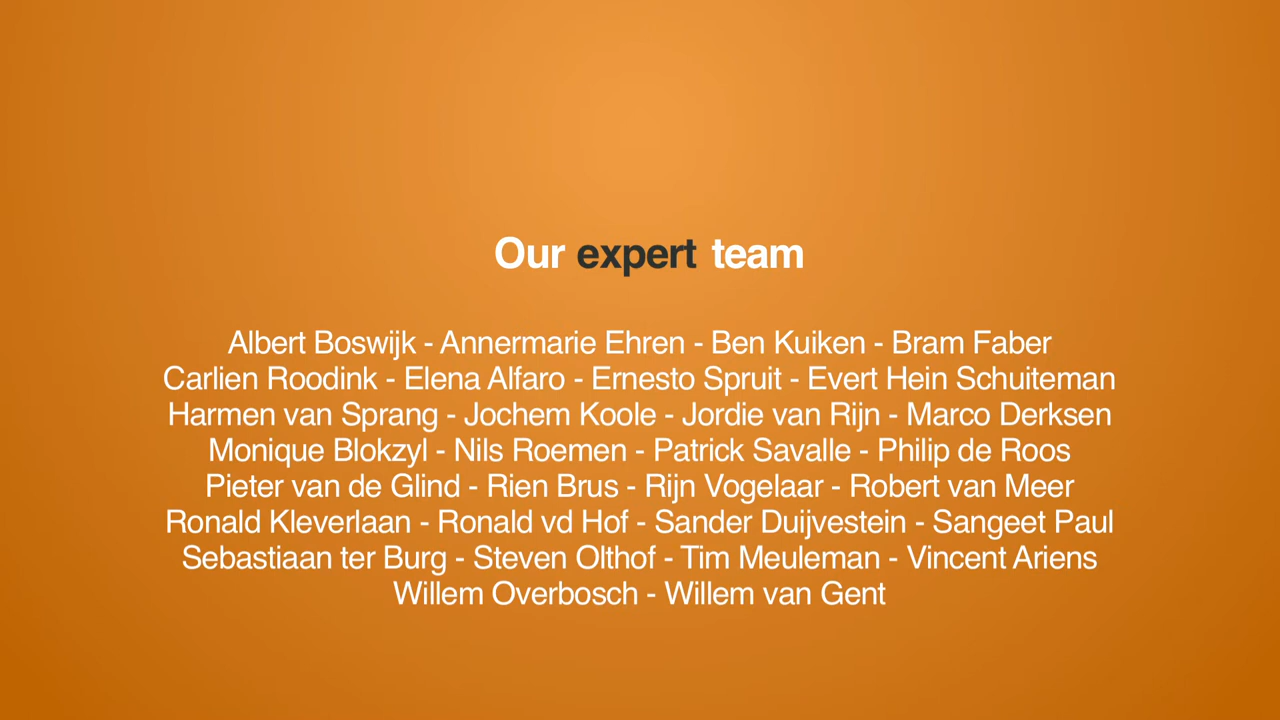 Our expert team
Albert Boswijk - Annermarie Ehren - Ben Kuiken - Bram Faber
Carlien Roodink - Elena Alfaro - Ernesto Spruit - Evert Hein Schuiteman
Harmen van Sprang - Jochem Koole - Jordie van Rijn - Marco Derksen
Monique Blokzyl - Nils Roemen - Patrick Savalle - Philip de Roos
Pieter van de Glind - Rien Brus - Rijn Vogelaar - Robert van Meer
Ronald Kleverlaan - Ronald vd Hof - Sander Duijvestein - Sangeet Paul
Sebastiaan ter Burg - Steven Olthof - Tim Meuleman - Vincent Ariens
Willem Overbosch - Willem van Gent